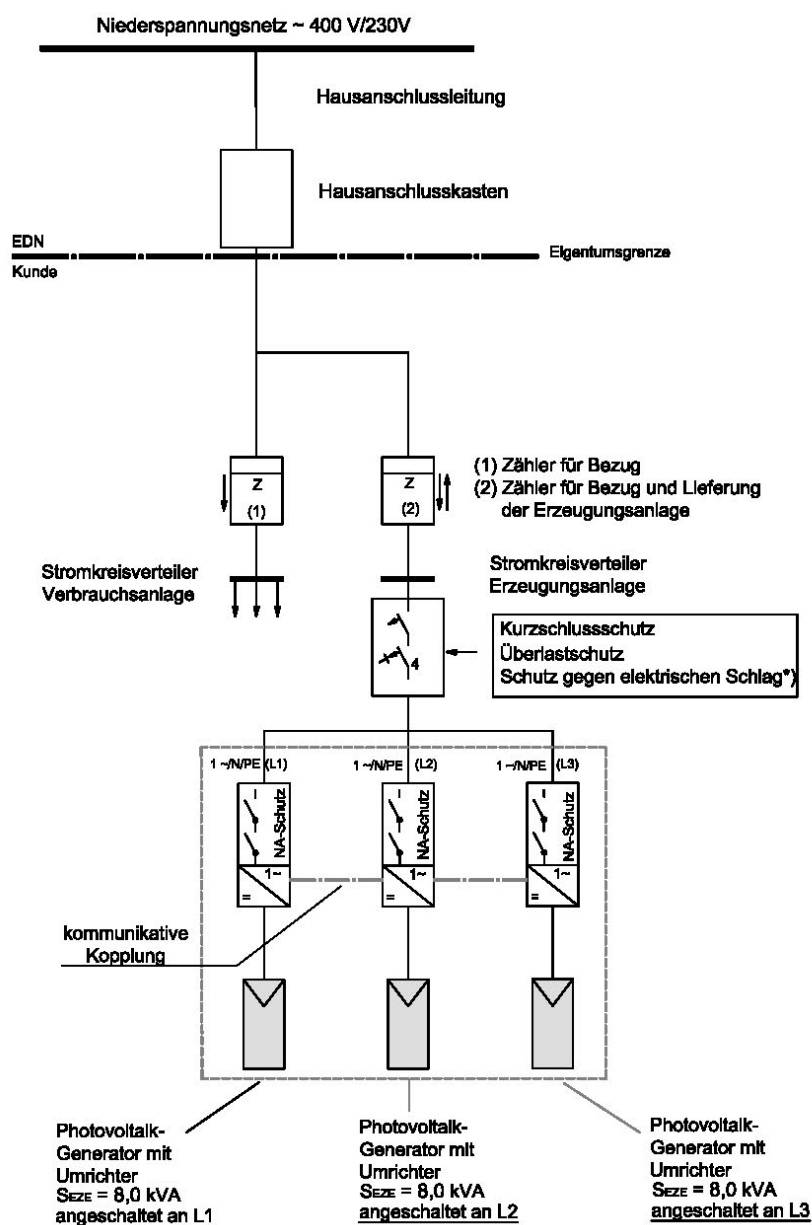 Niederspannungsnetz ~ 400 V/230V
Hausanschlussleitung
Hausanschlusskasten
EDN
Eigentumsgrenze
Kunde
Z
(1)
Z
(2)
(1) Zähler für Bezug
(2) Zähler für Bezug und Lieferung
der Erzeugungsanlage
Stromkreisverteiler
Verbrauchsanlage
Stromkreisverteiler
Erzeugungsanlage
4
Kurzschlussschutz
Überlastschutz
Schutz gegen elektrischen Schlag*)
1 ~/N/PE (L1)
1 ~/N/PE (L2)
1 ~/N/PE (L3)
NA-Schutz
NA-Schutz
NA-Schutz
1~
=
1~
=
1~
=
kommunikative
Kopplung
Photovoltaik-
Generator mit
Umrichter
SEZE = 8,0 kVA
angeschaltet an L1
Photovoltaik-
Generator mit
Umrichter
SEZE = 8,0 kVA
angeschaltet an L2
Photovoltaik-
Generator mit
Umrichter
SEZE = 8,0 kVA
angeschaltet an L3